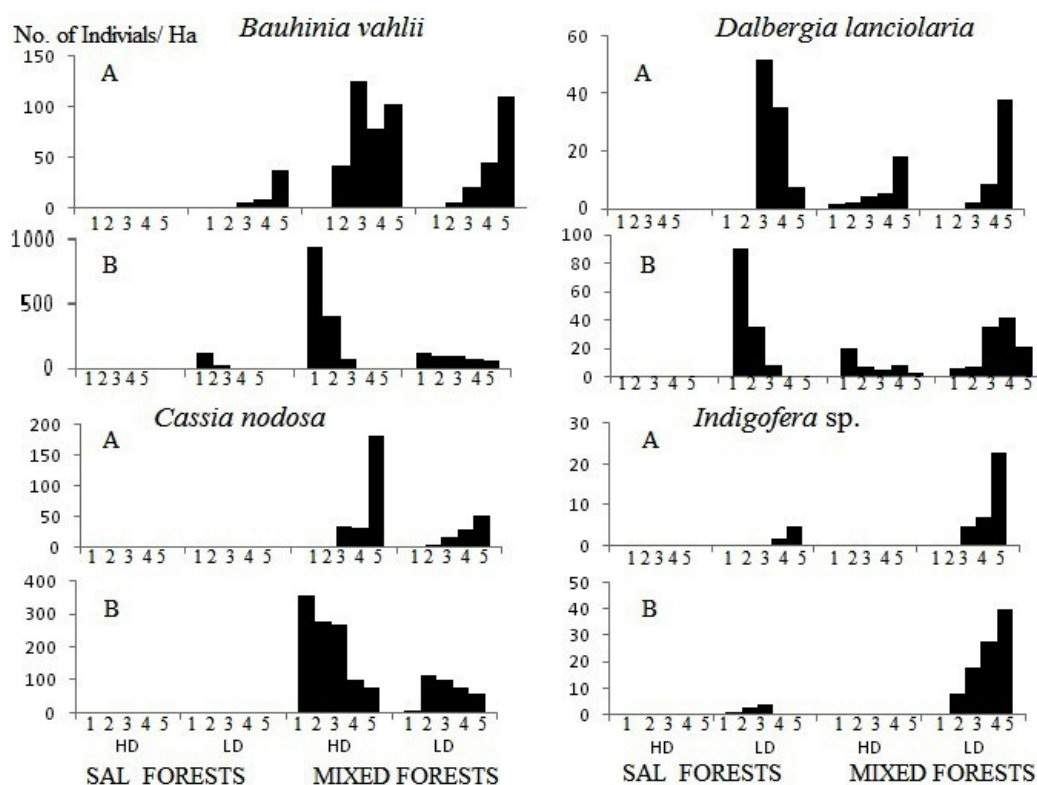 No. of Indivials/ Ha
Bauhinia vahlii
A
150
100
50
0
1 2 3 4 5 1 2 3 4 5 1 2 3 4 5 1 2 3 4 5
B
1000
500
0
1 2 3 4 5 1 2 3 4 5 1 2 3 4 5 1 2 3 4 5
Dalbergia lanciolaria
A
60
40
20
0
1 2 3 4 5 1 2 3 4 5 1 2 3 4 5 1 2 3 4 5
B
100
80
60
40
20
0
1 2 3 4 5 1 2 3 4 5 1 2 3 4 5 1 2 3 4 5
Cassia nodosa
A
200
150
100
50
0
1 2 3 4 5 1 2 3 4 5 1 2 3 4 5 1 2 3 4 5
B
400
300
200
100
0
1 2 3 4 5 1 2 3 4 5 1 2 3 4 5 1 2 3 4 5
HD LD HD LD
SAL FORESTS MIXED FORESTS
Indigofera sp.
A
30
20
10
0
1 2 3 4 5 1 2 3 4 5 1 2 3 4 5 1 2 3 4 5
B
50
40
30
20
10
0
1 2 3 4 5 1 2 3 4 5 1 2 3 4 5 1 2 3 4 5
HD LD HD LD
SAL FORESTS MIXED FORESTS